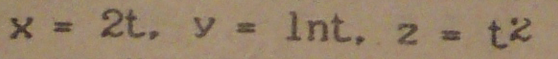 x = 2t, y = lnt, z = t²